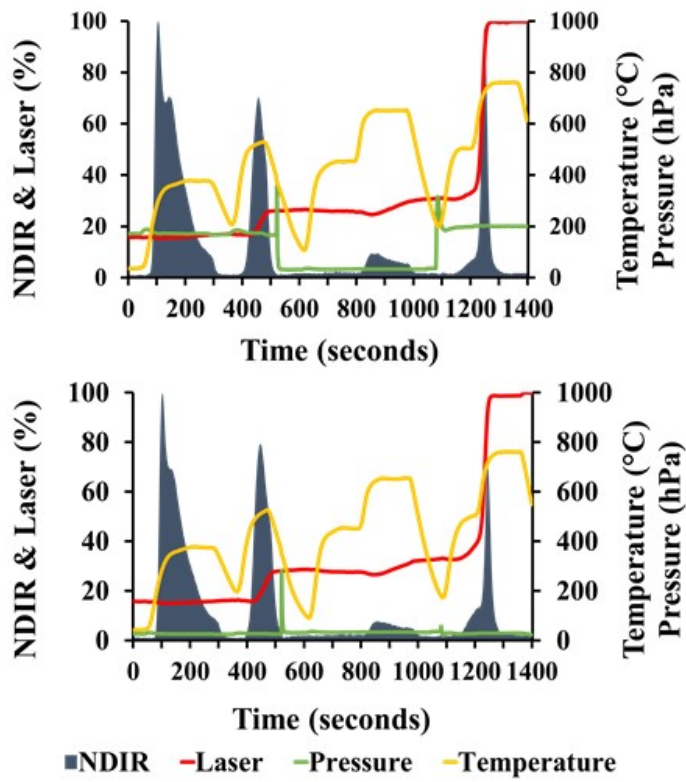 NDIR & Laser (%)
100
80
60
40
20
0
1000
800
600
400
200
0
Temperature (°C)
Pressure (hPa)
0 200 400 600 800 1000 1200 1400
Time (seconds)
NDIR & Laser (%)
100
80
60
40
20
0
1000
800
600
400
200
0
Temperature (°C)
Pressure (hPa)
0 200 400 600 800 1000 1200 1400
Time (seconds)
NDIR Laser Pressure Temperature